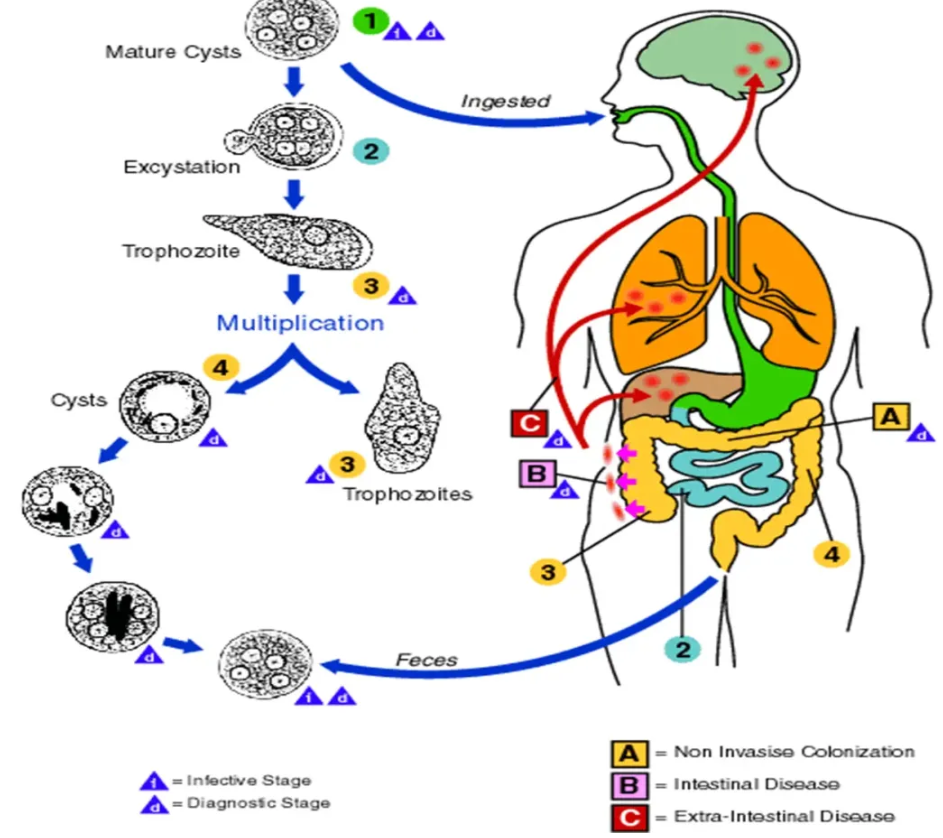 1
i d
Mature Cysts
Ingested
2
Excystation
Trophozoite
3
d
Multiplication
4
Cysts
d
3
d
Trophozoites
d
d
i d
Feces
C
d
B
d
A
d
3
4
2
A = Non Invasise Colonization
B = Intestinal Disease
C = Extra-Intestinal Disease
i = Infective Stage
d = Diagnostic Stage